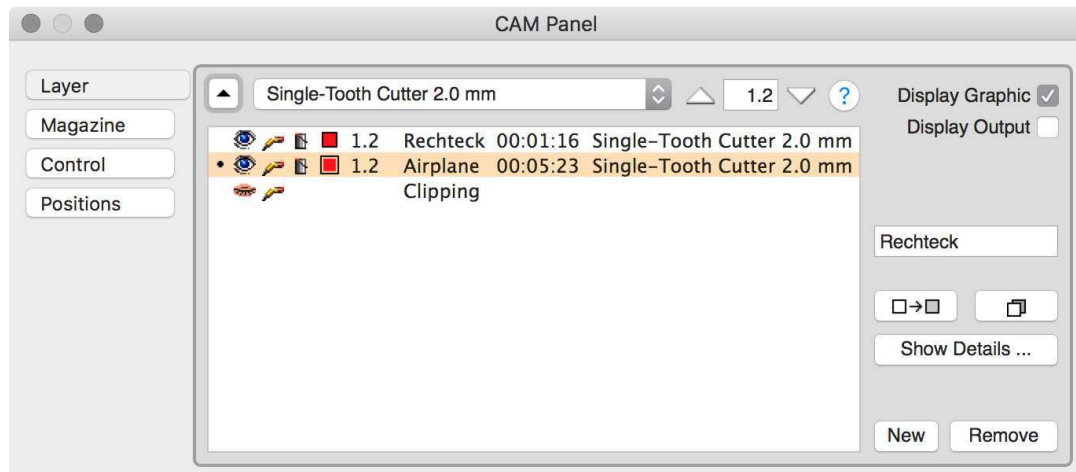 CAM Panel
Layer
Magazine
Control
Positions
Single-Tooth Cutter 2.0 mm
1.2
?
Display Graphic
Display Output
1.2 Rechteck 00:01:16 Single-Tooth Cutter 2.0 mm
• 1.2 Airplane 00:05:23 Single-Tooth Cutter 2.0 mm
Clipping
Rechteck
Show Details ...
New
Remove